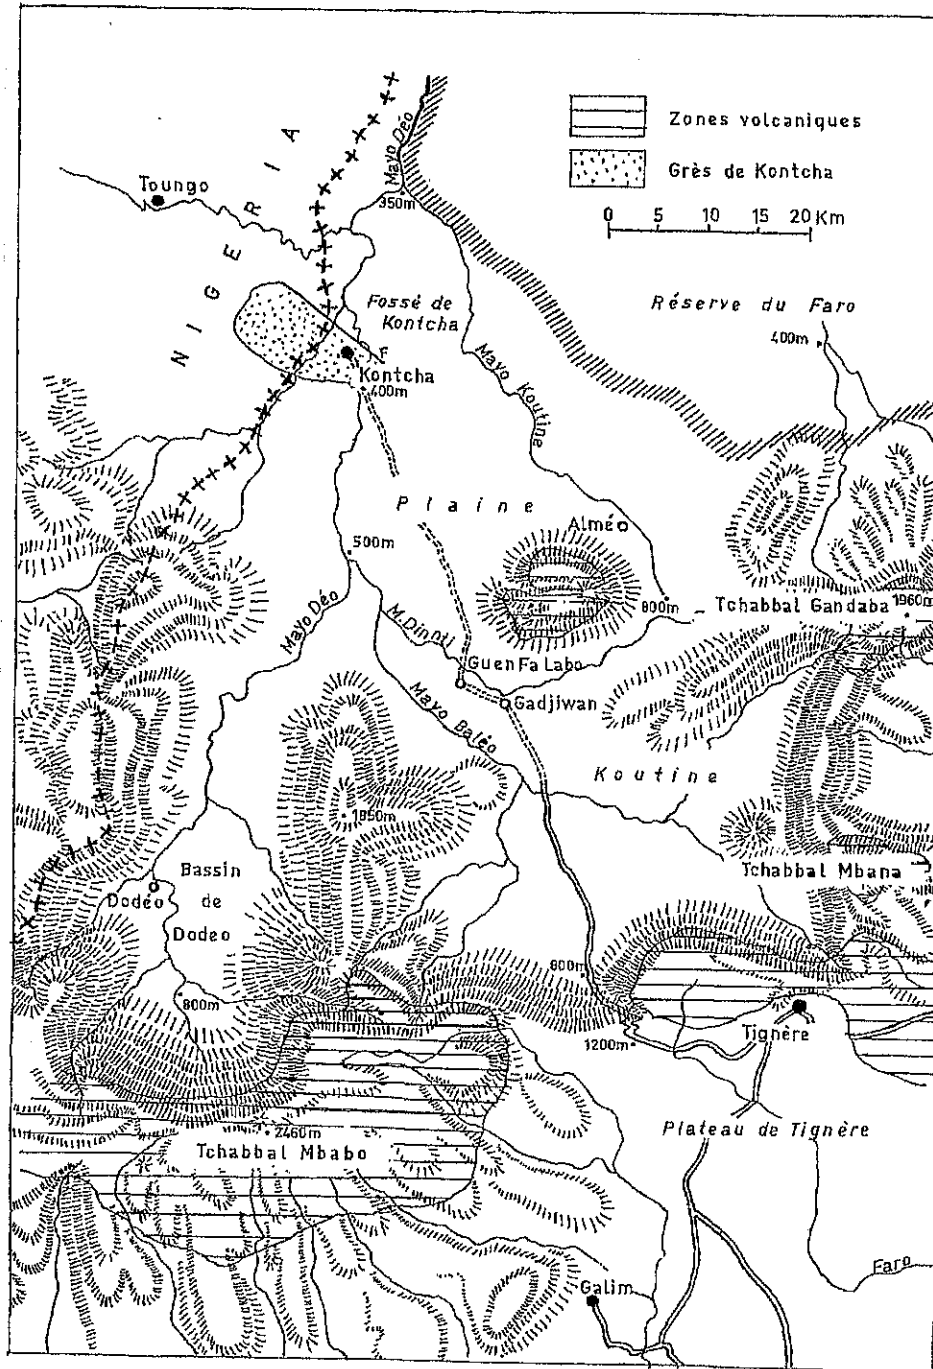 Zones volcaniques
Grès de Kontcha
0 5 10 15 20 Km
NIGERIA
Mayo Déo
Toungo
350m
Fossé de
Kontcha
Réserve du Faro
400m
F
Kontcha
400m
Mayo Koutine
Plaine
Alméo
500m
800m
Tchabbal Gandaba
1960m
Mayo Déo
M. Dinnti
Guen Fa Labo
Gadjiwan
Mayo Baléo
Koutine
1850m
Bassin
de
Dodeo
Dodéo
Tchabbal Mbana
800m
800m
1200m
Tignère
Plateau de Tignère
2460m
Tchabbal Mbabo
Faro
Galim